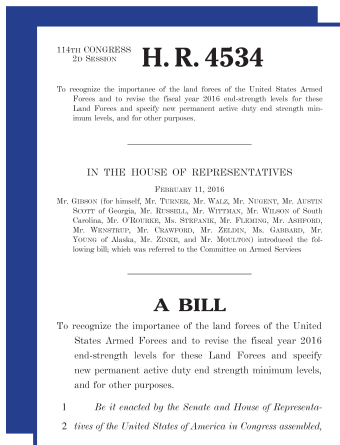 114TH CONGRESS
2D SESSION
H. R. 4534
To recognize the importance of the land forces of the United States Armed
Forces and to revise the fiscal year 2016 end-strength levels for these
Land Forces and specify new permanent active duty end strength min-
imum levels, and for other purposes.
IN THE HOUSE OF REPRESENTATIVES
FEBRUARY 11, 2016
Mr. GIBSON (for himself, Mr. TURNER, Mr. WALZ, Mr. NUGENT, Mr. AUSTIN
SCOTT of Georgia, Mr. RUSSELL, Mr. WITTMAN, Mr. WILSON of South
Carolina, Mr. O'ROURKE, Ms. STEFANIK, Mr. FLEMING, Mr. ASHFORD,
Mr. WENSTRUP, Mr. CRAWFORD, Mr. ZELDIN, Ms. GABBARD, Mr.
YOUNG of Alaska, Mr. ZINKE, and Mr. MOULTON) introduced the fol-
lowing bill; which was referred to the Committee on Armed Services
A BILL
To recognize the importance of the land forces of the United
States Armed Forces and to revise the fiscal year 2016
end-strength levels for these Land Forces and specify
new permanent active duty end strength minimum levels,
and for other purposes.
1 Be it enacted by the Senate and House of Representa-
2 tives of the United States of America in Congress assembled,